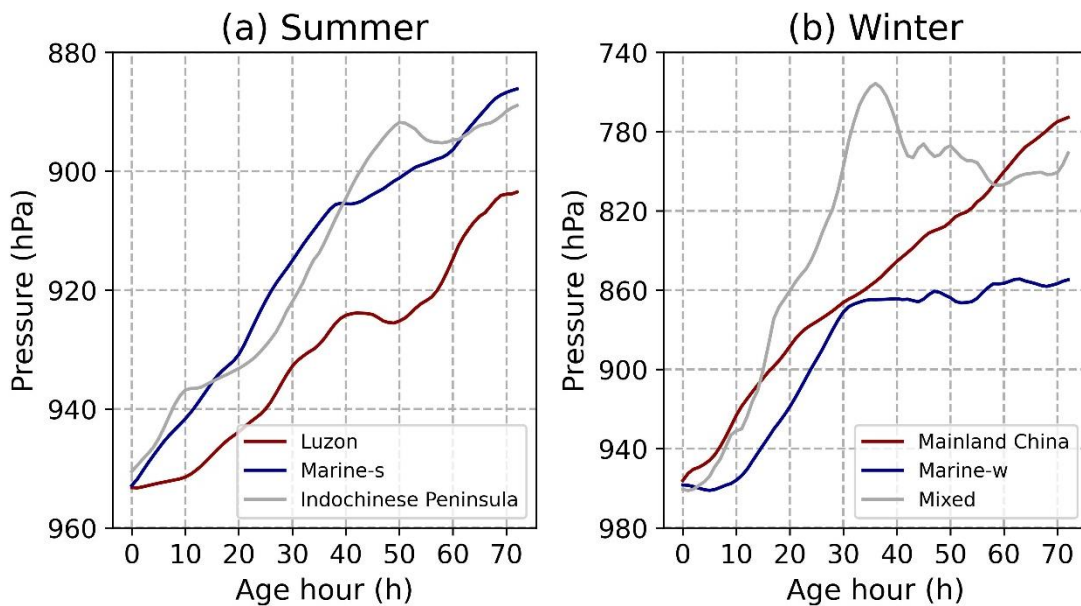 (a) Summer
880
900
920
940
960
Pressure (hPa)
0 10 20 30 40 50 60 70
Age hour (h)
Luzon
Marine-s
Indochinese Peninsula
(b) Winter
740
780
820
860
900
940
980
Pressure (hPa)
0 10 20 30 40 50 60 70
Age hour (h)
Mainland China
Marine-w
Mixed